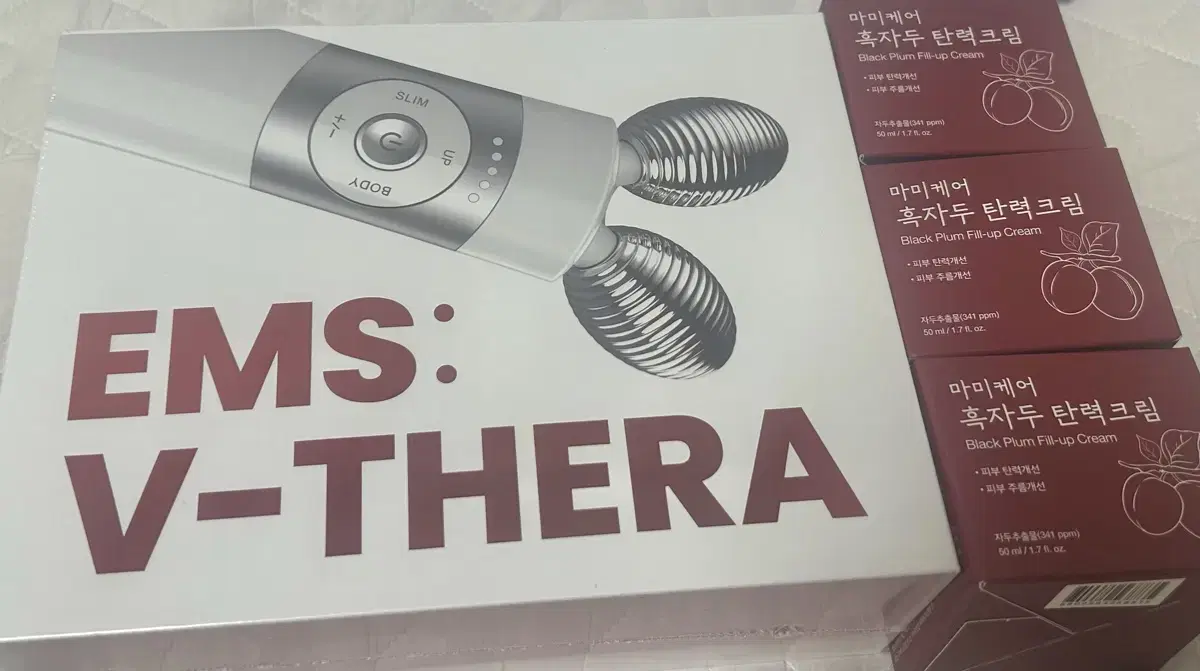 SLIM
+/-
UP
BODY
EMS:
V-THERA
마미케어
흑자두 탄력크림
Black Plum Fill-up Cream
• 피부 탄력개선
• 피부 주름개선
자두추출물(341 ppm)
50 ml / 1.7 fl. oz.
마미케어
흑자두 탄력크림
Black Plum Fill-up Cream
• 피부 탄력개선
• 피부 주름개선
자두추출물(341 ppm)
50 ml / 1.7 fl. oz.
마미케어
흑자두 탄력크림
Black Plum Fill-up Cream
• 피부 탄력개선
• 피부 주름개선
자두추출물(341 ppm)
50 ml / 1.7 fl. oz.